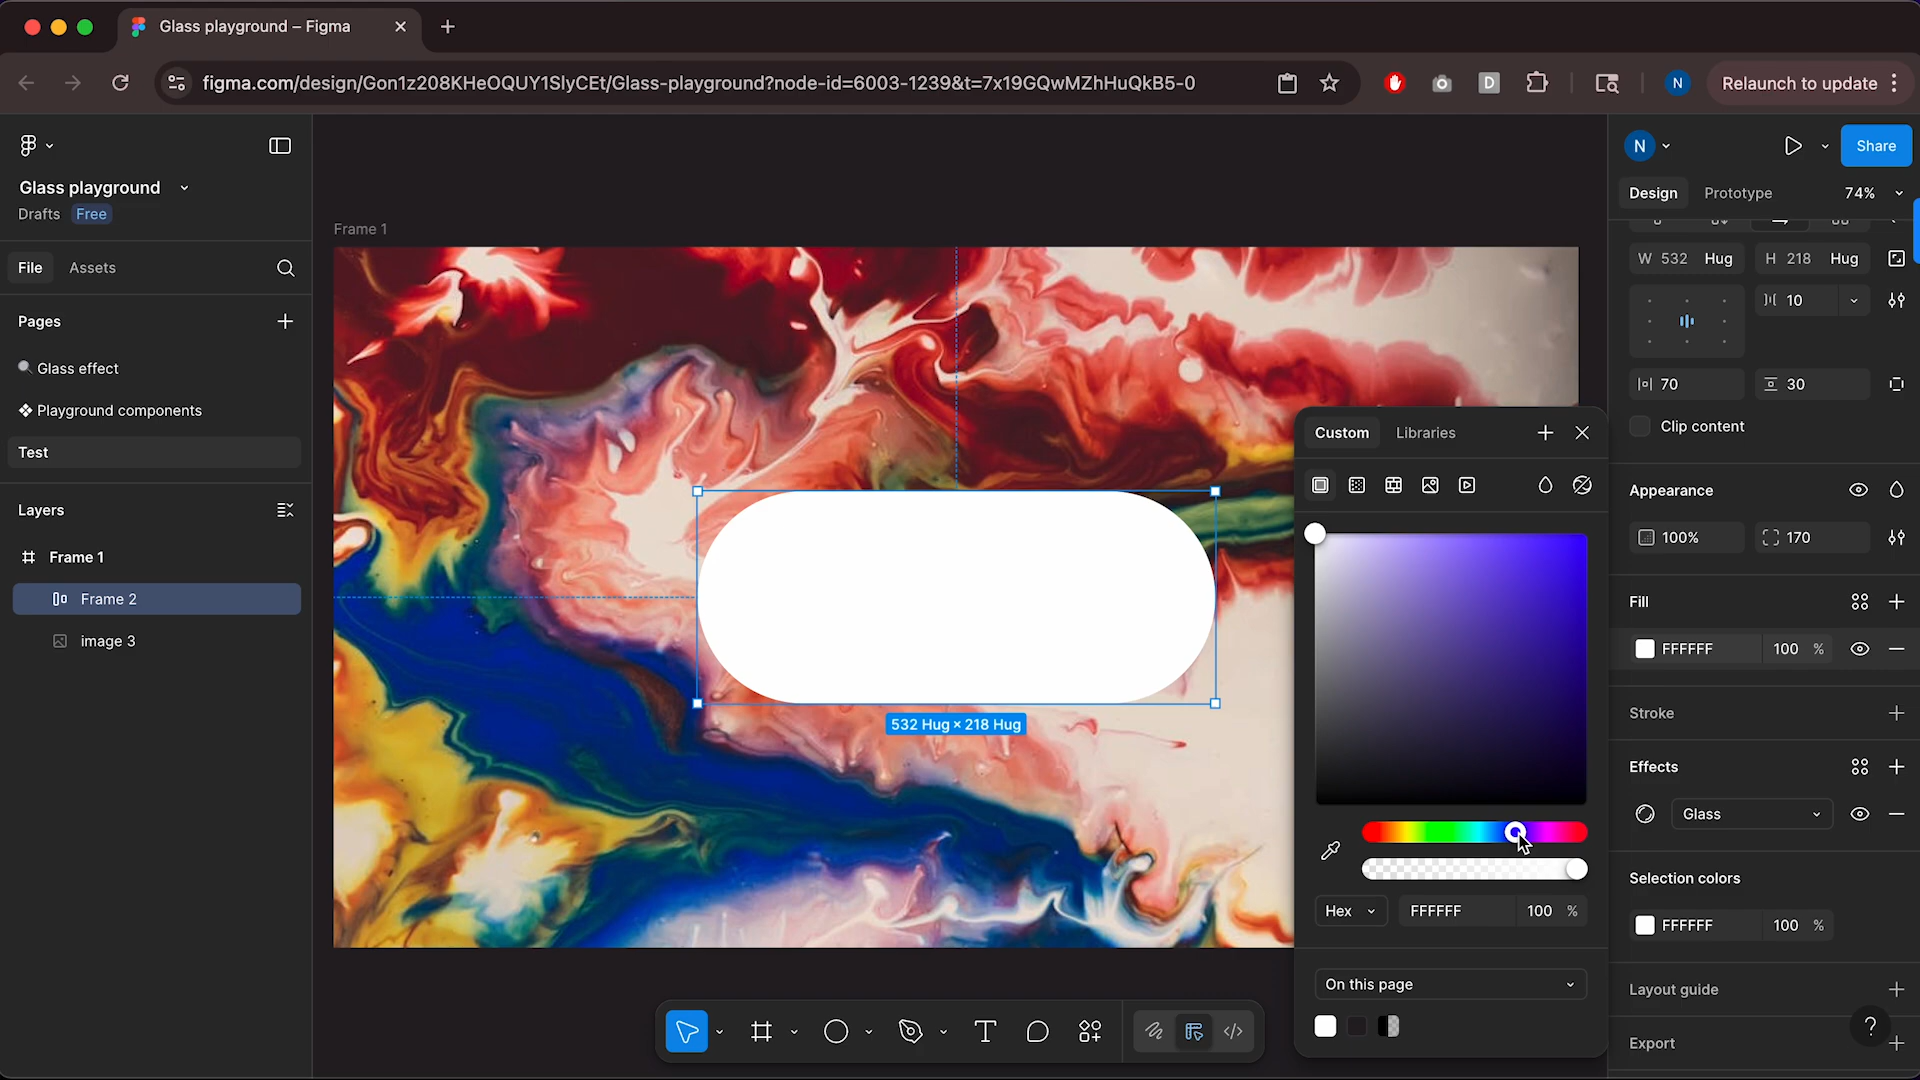 Glass playground – Figma
figma.com/design/Gon1z208KHeOQUY1SlyCEt/Glass-playground?node-id=6003-1239&t=7x19GQwMZhHuQkB5-0
D
N
Relaunch to update
Glass playground
Drafts Free
File Assets
Pages
Glass effect
Playground components
Test
Layers
Frame 1
Frame 2
image 3
Frame 1
532 Hug × 218 Hug
Custom Libraries
Hex FFFFFF 100 %
On this page
N
Share
Design Prototype 74%
W 532 Hug H 218 Hug
10
70 30
Clip content
Appearance
100% 170
Fill
FFFFFF 100 %
Stroke
Effects
Glass
Selection colors
FFFFFF 100 %
Layout guide
Export
?